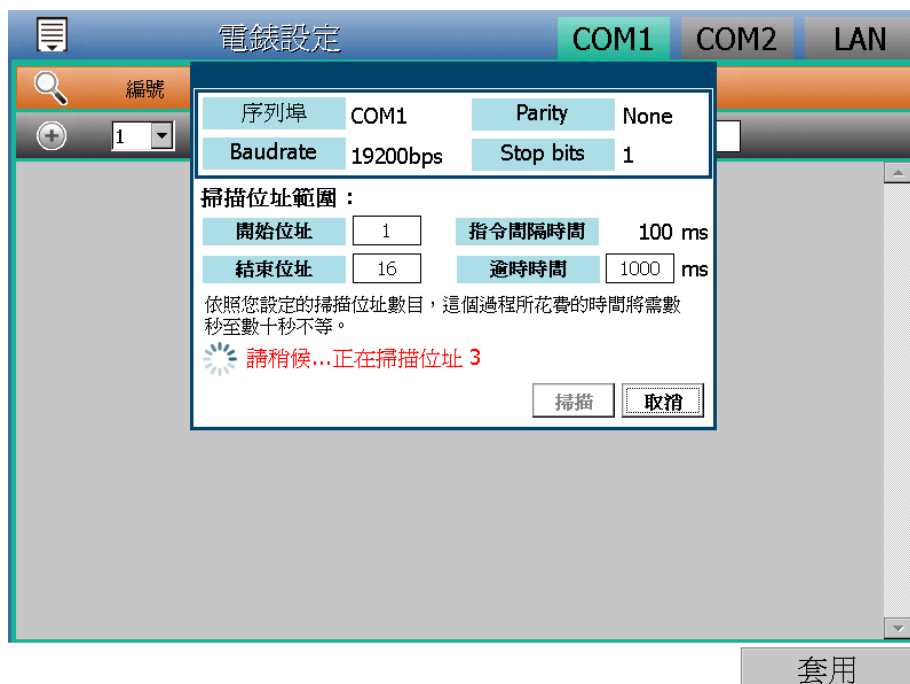 電錶設定 COM1 COM2 LAN
編號
1
序列埠 COM1 Parity None
Baudrate 19200bps Stop bits 1
掃描位址範圍：
開始位址 1 指令間隔時間 100 ms
結束位址 16 逾時時間 1000 ms
依照您設定的掃描位址數目，這個過程所花費的時間將需數
秒至數十秒不等。
請稍候...正在掃描位址 3
掃描 取消
套用